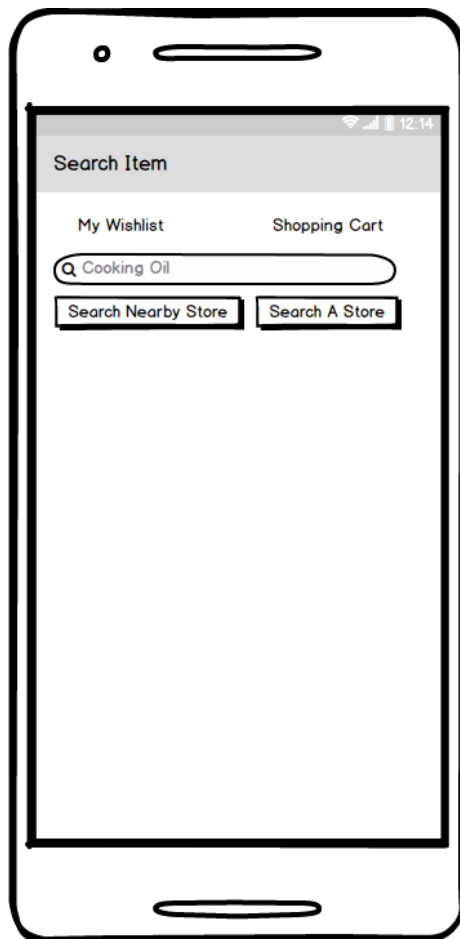 12:14
Search Item
My Wishlist Shopping Cart
Cooking Oil
Search Nearby Store Search A Store